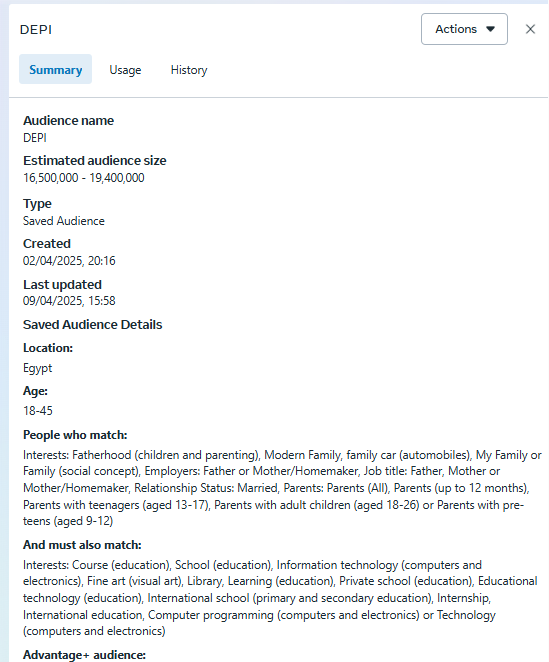 DEPI
Actions
Summary
Usage
History
Audience name
DEPI
Estimated audience size
16,500,000 - 19,400,000
Type
Saved Audience
Created
02/04/2025, 20:16
Last updated
09/04/2025, 15:58
Saved Audience Details
Location:
Egypt
Age:
18-45
People who match:
Interests: Fatherhood (children and parenting), Modern Family, family car (automobiles), My Family or
Family (social concept), Employers: Father or Mother/Homemaker, Job title: Father, Mother or
Mother/Homemaker, Relationship Status: Married, Parents: Parents (All), Parents (up to 12 months),
Parents with teenagers (aged 13-17), Parents with adult children (aged 18-26) or Parents with pre-
teens (aged 9-12)
And must also match:
Interests: Course (education), School (education), Information technology (computers and
electronics), Fine art (visual art), Library, Learning (education), Private school (education), Educational
technology (education), International school (primary and secondary education), Internship,
International education, Computer programming (computers and electronics) or Technology
(computers and electronics)
Advantage+ audience: